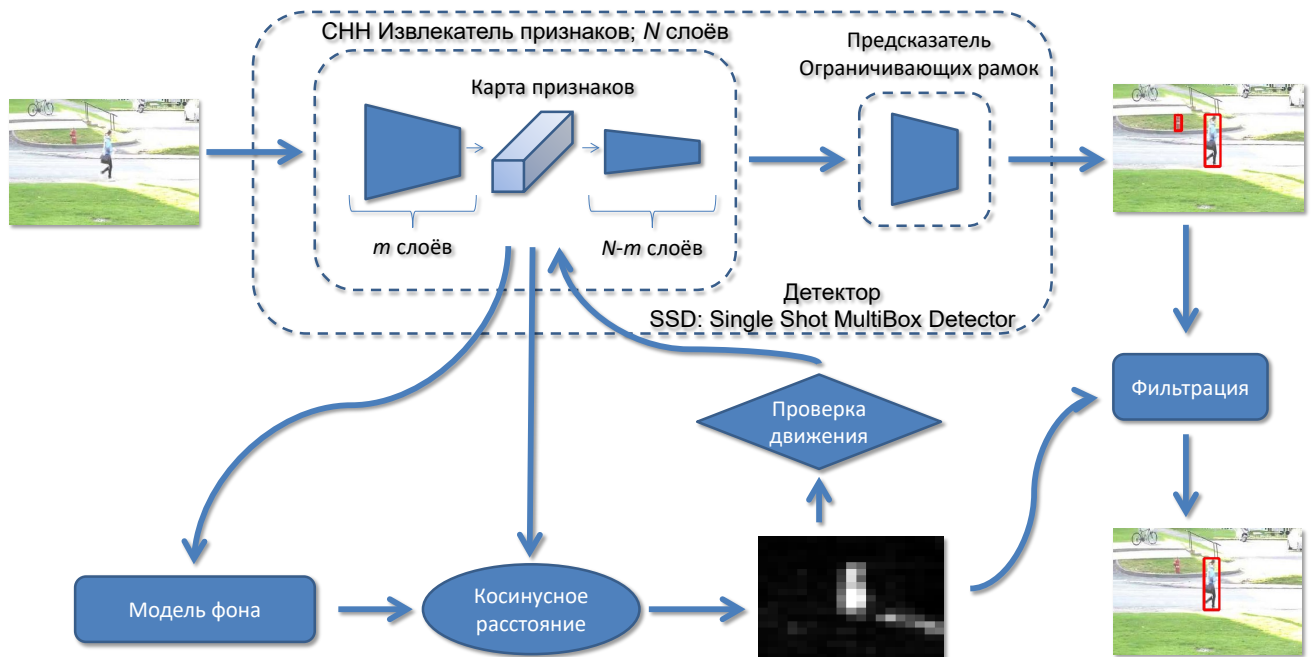 СНН Извлекатель признаков; N слоёв
Предсказатель
Ограничивающих рамок
Карта признаков
m слоёв
N-m слоёв
Детектор
SSD: Single Shot MultiBox Detector
Проверка
движения
Фильтрация
Модель фона
Косинусное
расстояние